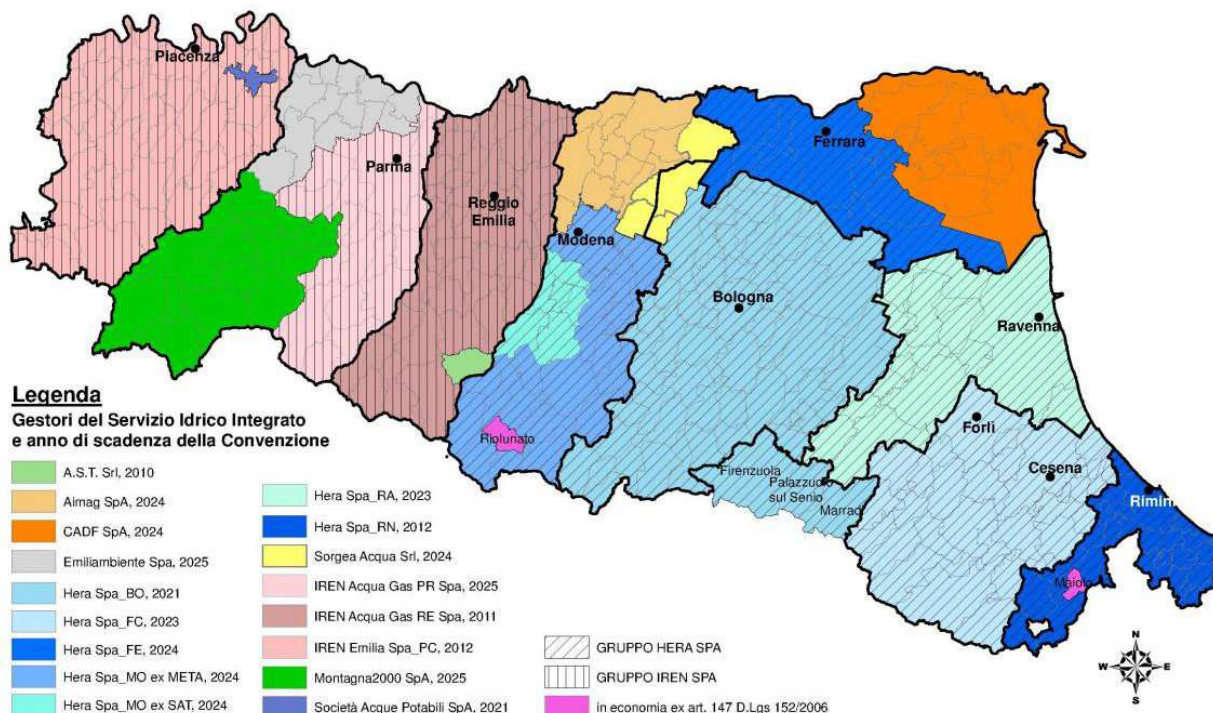 Piacenza
Parma
Reggio
Emilia
Modena
Ferrara
Bologna
Ravenna
Riolunato
Firenzuola
Palazzuolo
sul Senio
Marradi
Forlì
Cesena
Rimini
Maiolo
Legenda
Gestori del Servizio Idrico Integrato
e anno di scadenza della Convenzione
A.S.T. Srl, 2010
Aimag SpA, 2024
CADF SpA, 2024
Emiliambiente Spa, 2025
Hera Spa_BO, 2021
Hera Spa_FC, 2023
Hera Spa_FE, 2024
Hera Spa_MO ex META, 2024
Hera Spa_MO ex SAT, 2024
Hera Spa_RA, 2023
Hera Spa_RN, 2012
Sorgea Acqua Srl, 2024
IREN Acqua Gas PR Spa, 2025
IREN Acqua Gas RE Spa, 2011
IREN Emilia Spa_PC, 2012
Montagna2000 SpA, 2025
Società Acque Potabili SpA, 2021
GRUPPO HERA SPA
GRUPPO IREN SPA
in economia ex art. 147 D.Lgs 152/2006
N
W E
S